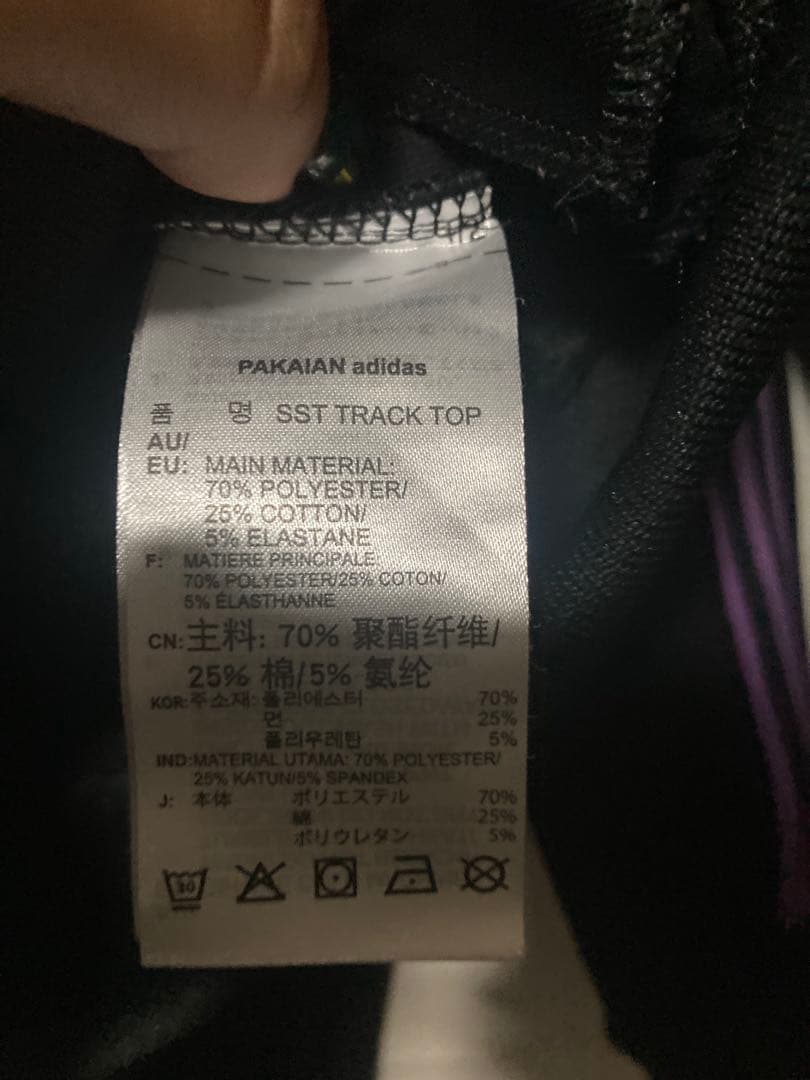 PAKAIAN adidas
품 명 SST TRACK TOP
AU/
EU: MAIN MATERIAL:
70% POLYESTER/
25% COTTON/
5% ELASTANE
F: MATIERE PRINCIPALE:
70% POLYESTER/25% COTON/
5% ÉLASTHANNE
CN:主料: 70% 聚酯纤维/
25% 棉/5% 氨纶
KOR:주소재: 폴리에스터 70%
면 25%
폴리우레탄 5%
IND:MATERIAL UTAMA: 70% POLYESTER/
25% KATUN/5% SPANDEX
J: 本体 ポリエステル 70%
綿 25%
ポリウレタン 5%
30